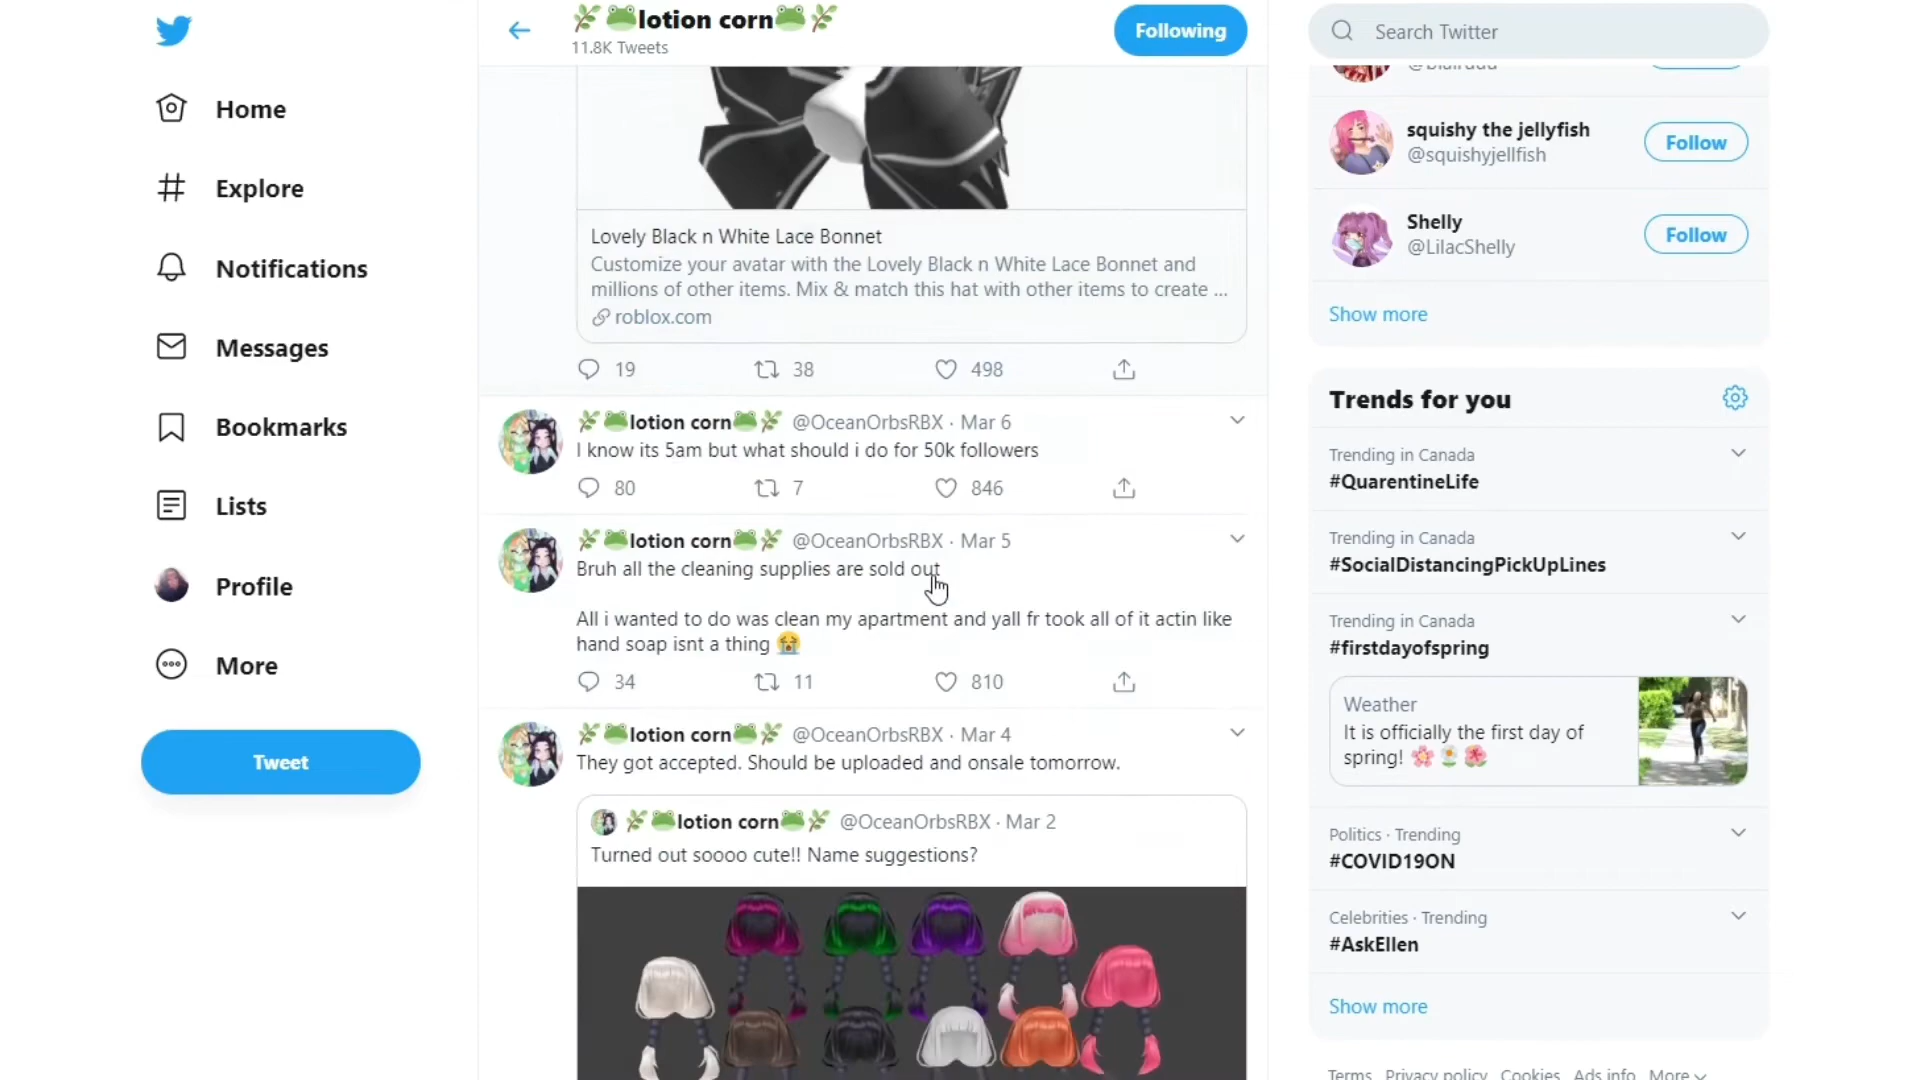 Home
Explore
Notifications
Messages
Bookmarks
Lists
Profile
More
Tweet
🌿🐸lotion corn🐸🌿
11.8K Tweets
Following
Lovely Black n White Lace Bonnet
Customize your avatar with the Lovely Black n White Lace Bonnet and
millions of other items. Mix & match this hat with other items to create ...
roblox.com
19 38 498
🌿🐸lotion corn🐸🌿 @OceanOrbsRBX · Mar 6
I know its 5am but what should i do for 50k followers
80 7 846
🌿🐸lotion corn🐸🌿 @OceanOrbsRBX · Mar 5
Bruh all the cleaning supplies are sold out
All i wanted to do was clean my apartment and yall fr took all of it actin like
hand soap isnt a thing 😭
34 11 810
🌿🐸lotion corn🐸🌿 @OceanOrbsRBX · Mar 4
They got accepted. Should be uploaded and onsale tomorrow.
🌿🐸lotion corn🐸🌿 @OceanOrbsRBX · Mar 2
Turned out soooo cute!! Name suggestions?
Search Twitter
squishy the jellyfish
@squishyjellfish
Follow
Shelly
@LilacShelly
Follow
Show more
Trends for you
Trending in Canada
#QuarentineLife
Trending in Canada
#SocialDistancingPickUpLines
Trending in Canada
#firstdayofspring
Weather
It is officially the first day of
spring! 🌸🌼🌺
Politics · Trending
#COVID19ON
Celebrities · Trending
#AskEllen
Show more
Terms Privacy policy Cookies Ads info More